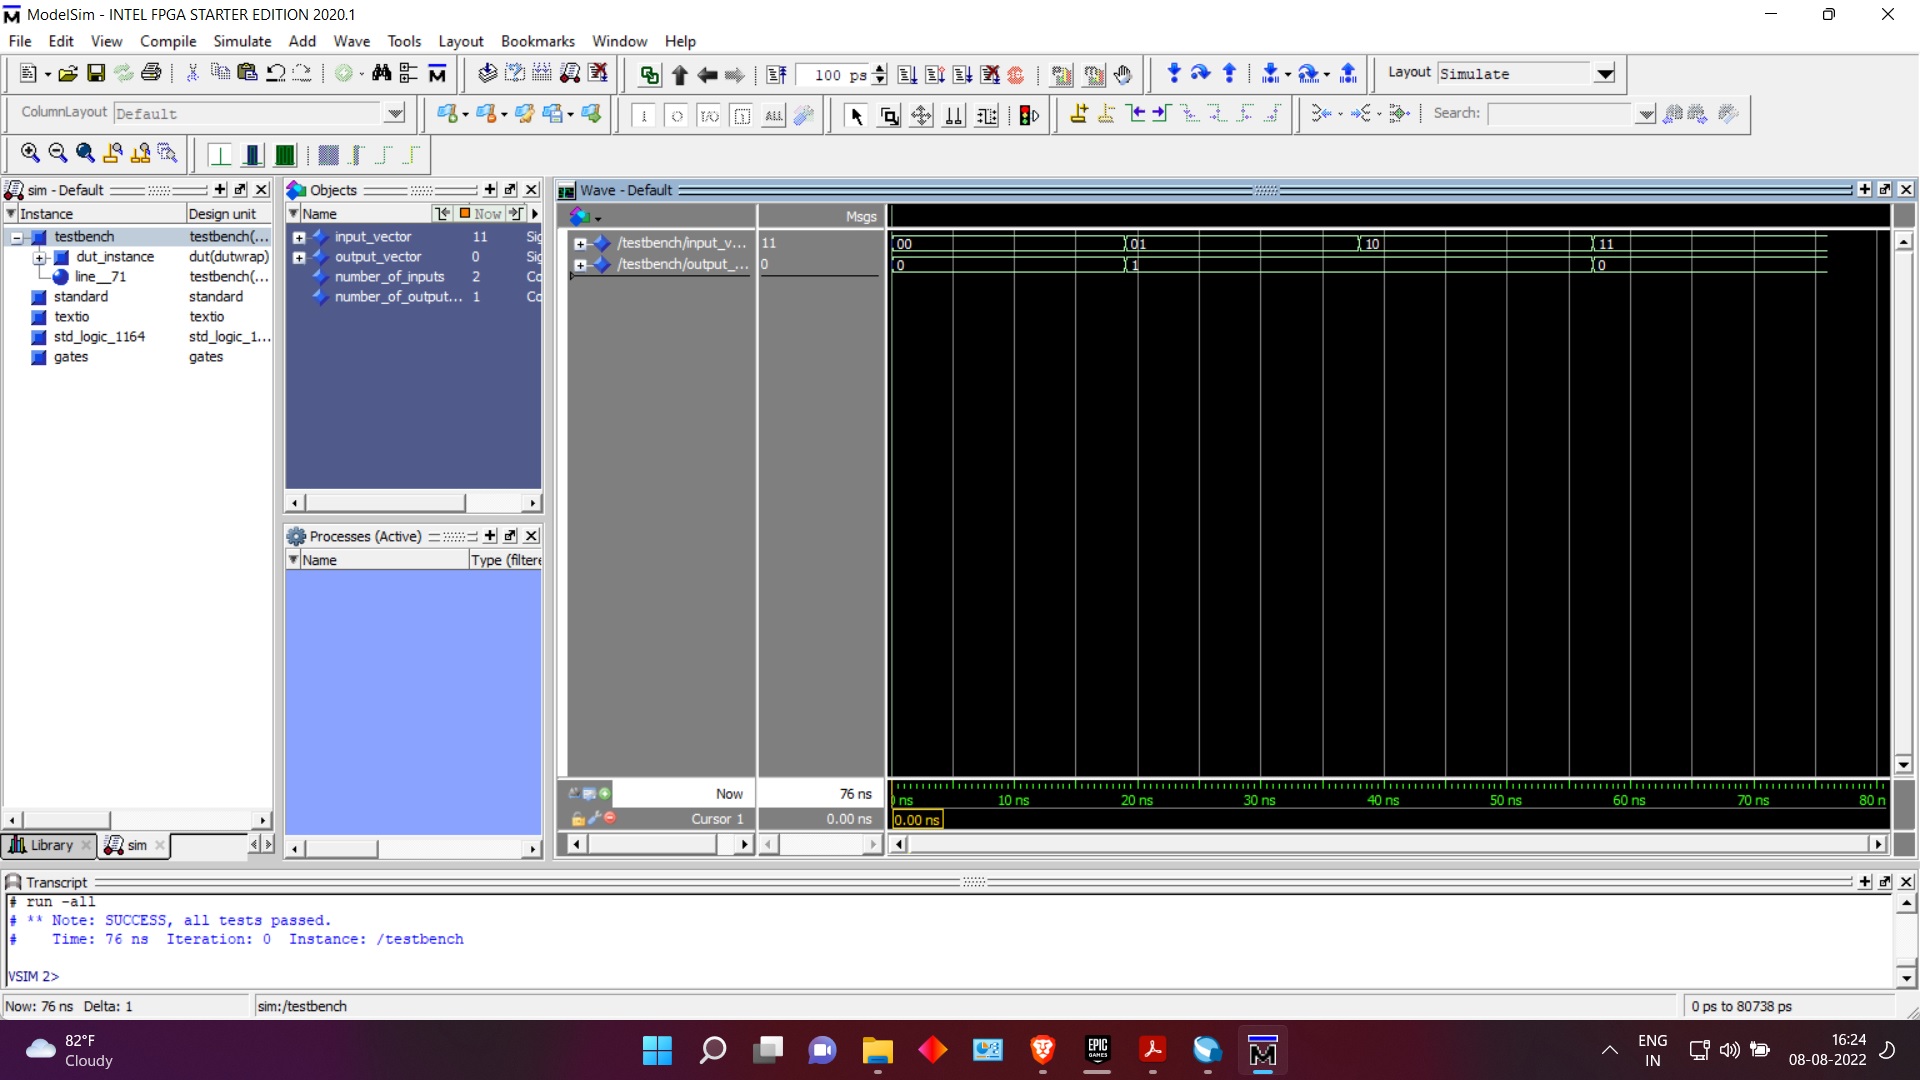 ModelSim - INTEL FPGA STARTER EDITION 2020.1
File Edit View Compile Simulate Add Wave Tools Layout Bookmarks Window Help
100 ps
Layout Simulate
ColumnLayout Default
ALL
Search:
sim - Default
Instance Design unit
testbench testbench(...
dut_instance dut(dutwrap)
line__71 testbench(...
standard standard
textio textio
std_logic_1164 std_logic_1...
gates gates
Library sim
Objects
Name Now
input_vector 11 Sig
output_vector 0 Sig
number_of_inputs 2 Co
number_of_output... 1 Co
Processes (Active)
Name Type (filtere
Wave - Default
Msgs
/testbench/input_v... 11 00 01 10 11
/testbench/output_... 0 0 1 0
Now 76 ns
ns 10 ns 20 ns 30 ns 40 ns 50 ns 60 ns 70 ns 80 n
Cursor 1 0.00 ns 0.00 ns
Transcript
# run -all
# ** Note: SUCCESS, all tests passed.
# Time: 76 ns Iteration: 0 Instance: /testbench
VSIM 2>
Now: 76 ns Delta: 1 sim:/testbench 0 ps to 80738 ps
82°F
Cloudy
EPIC
GAMES
ENG
IN
16:24
08-08-2022